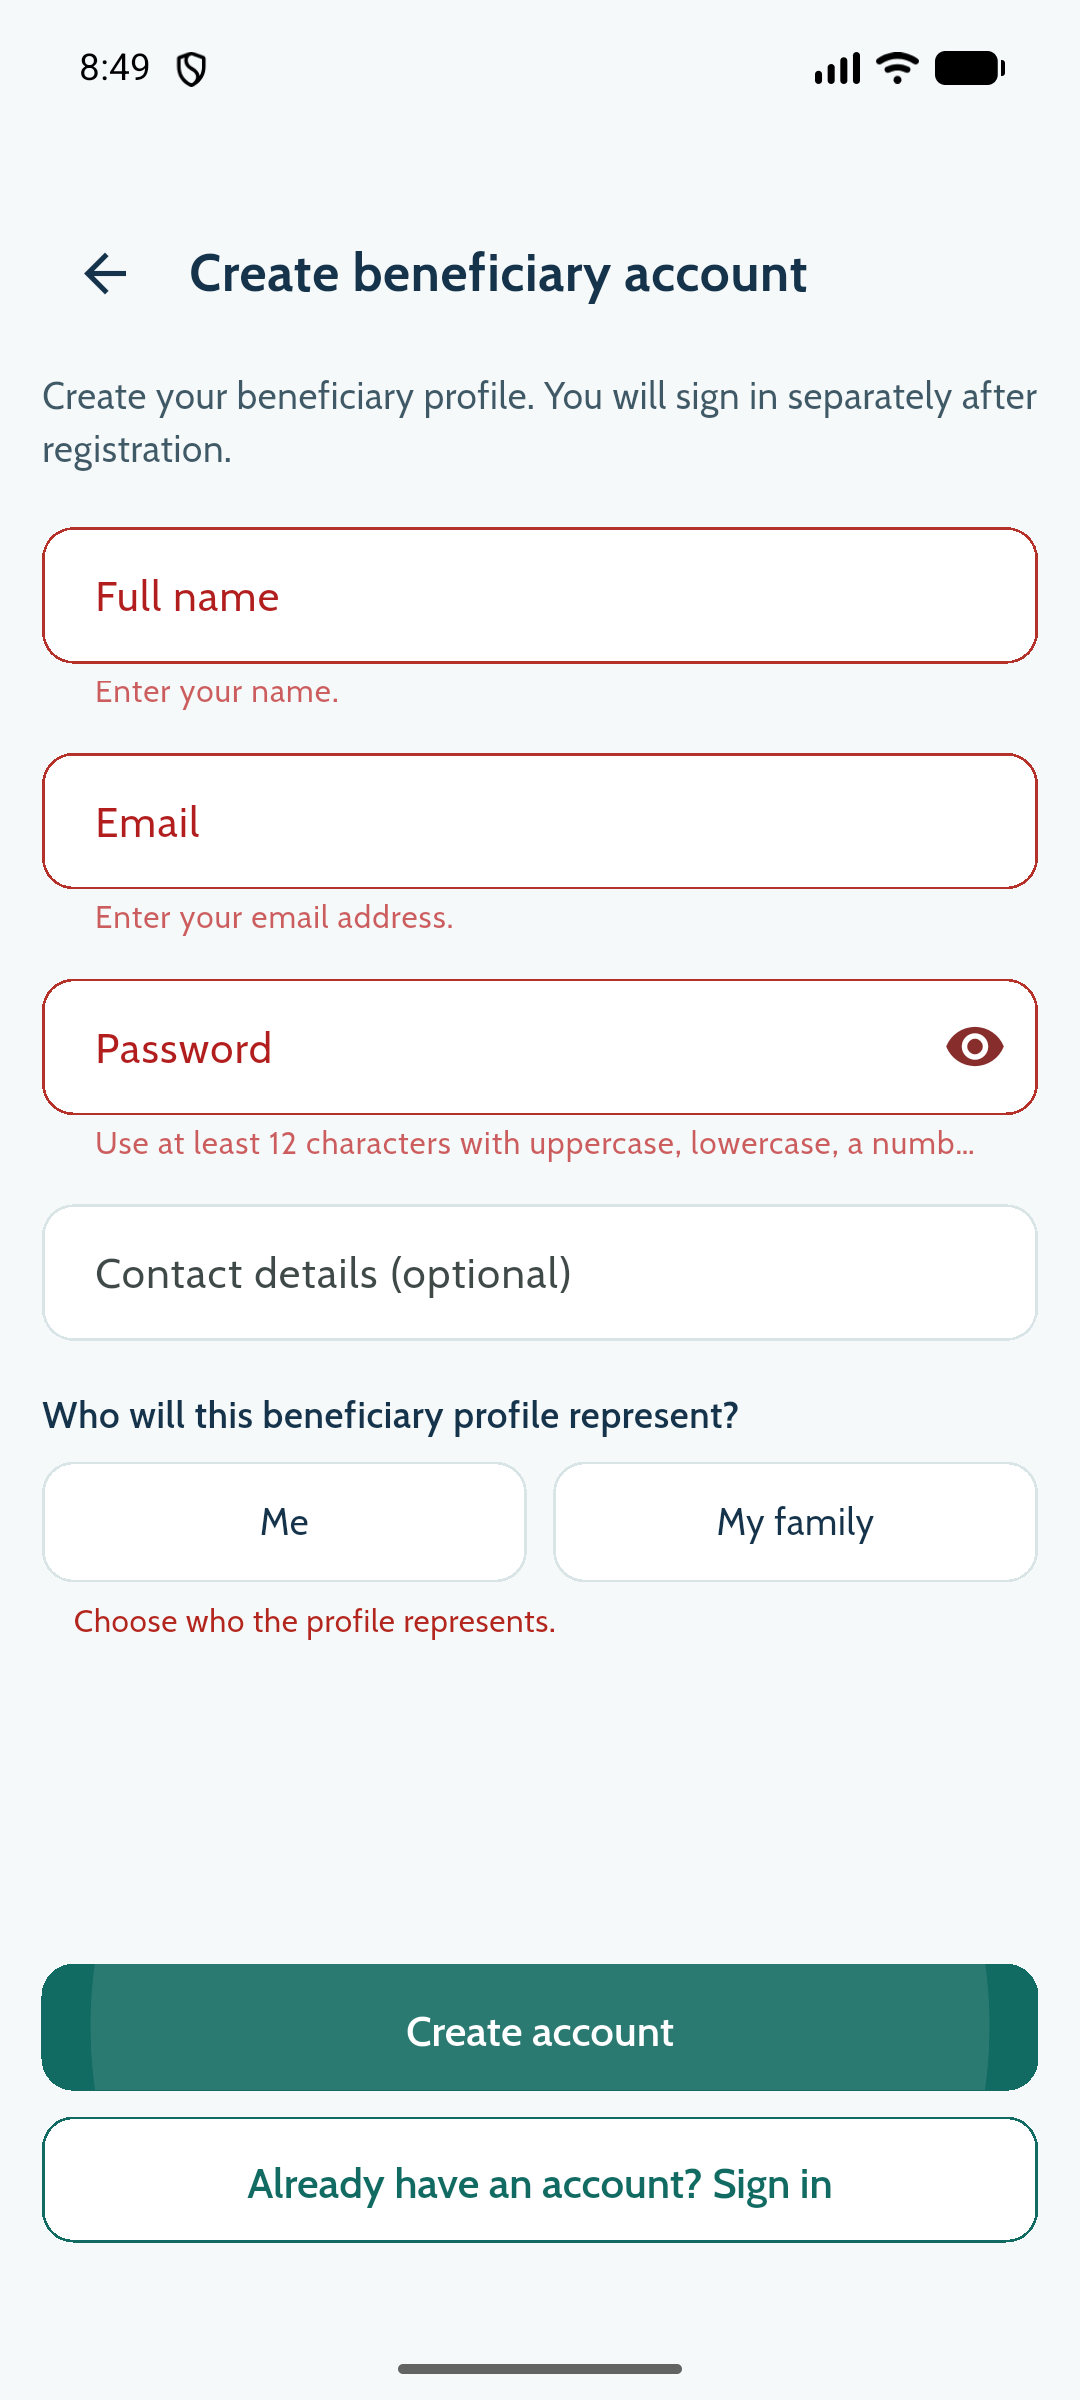 8:49
Create beneficiary account
Create your beneficiary profile. You will sign in separately after
registration.
Full name
Enter your name.
Email
Enter your email address.
Password
Use at least 12 characters with uppercase, lowercase, a numb...
Contact details (optional)
Who will this beneficiary profile represent?
Me
My family
Choose who the profile represents.
Create account
Already have an account? Sign in